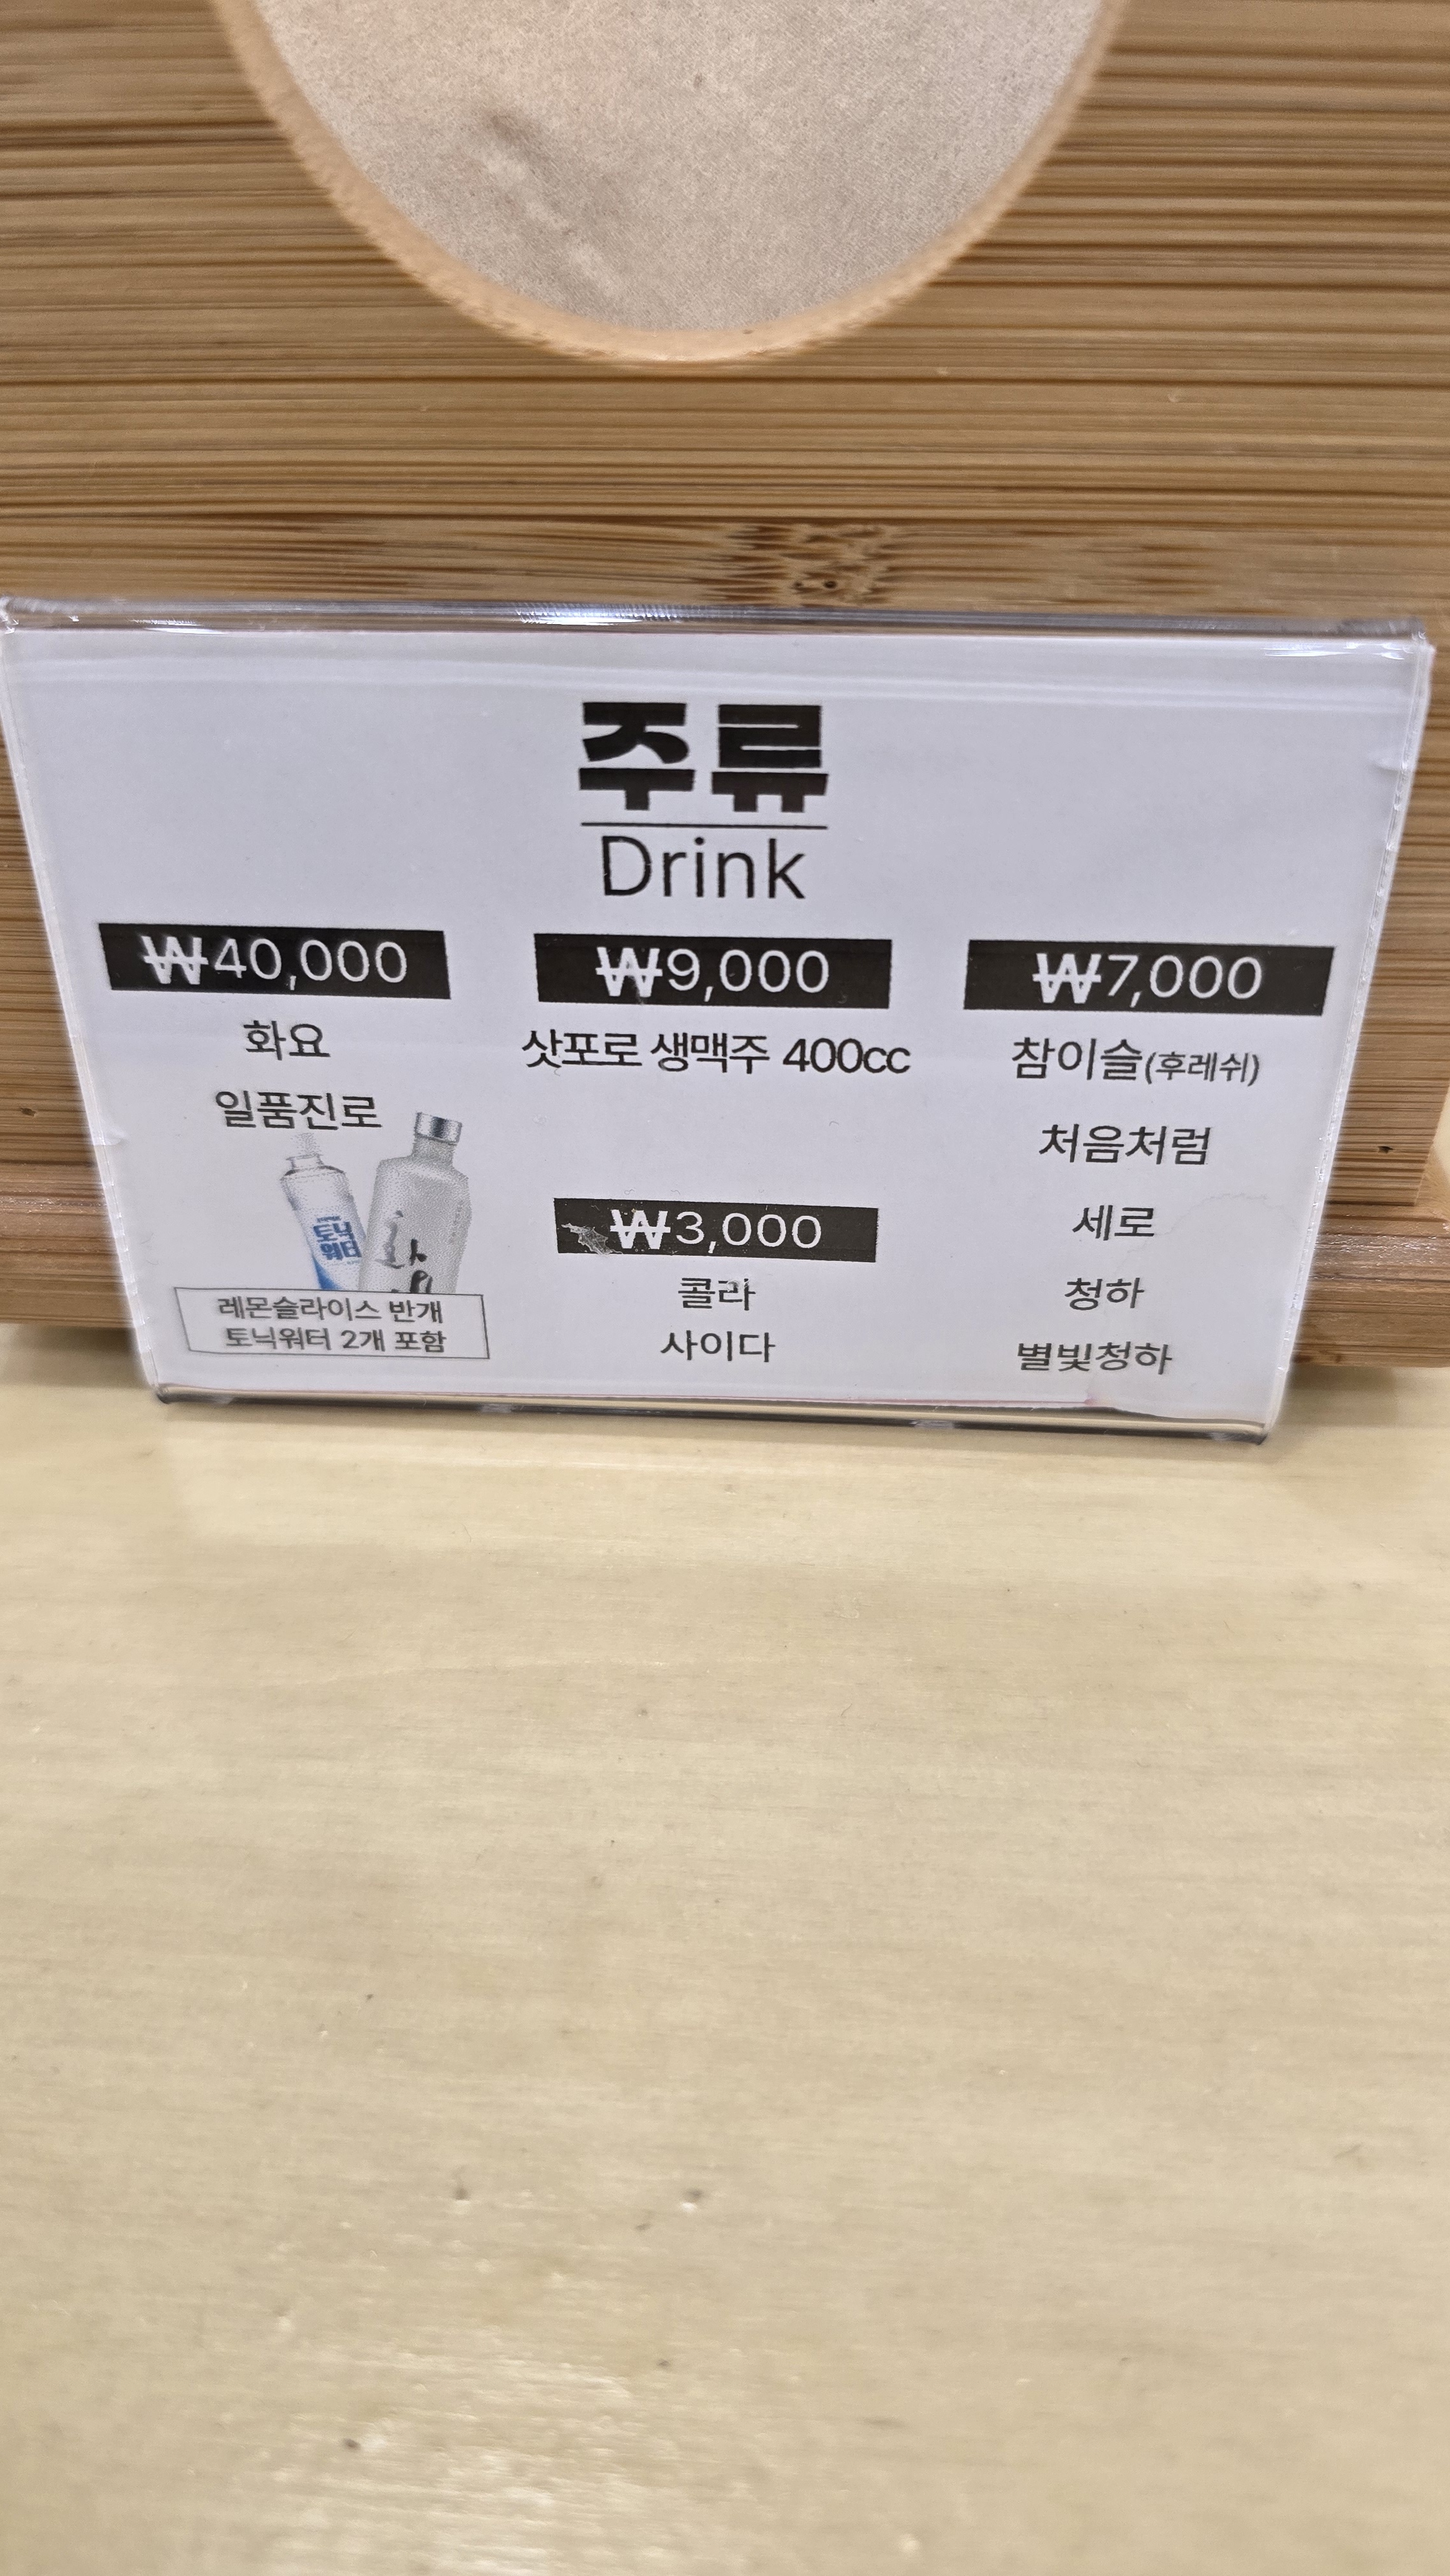 주류
Drink
₩40,000
화요
일품진로
토닉
워터
레몬슬라이스 반개
토닉워터 2개 포함
₩9,000
삿포로 생맥주 400cc
₩3,000
콜라
사이다
₩7,000
참이슬(후레쉬)
처음처럼
세로
청하
별빛청하